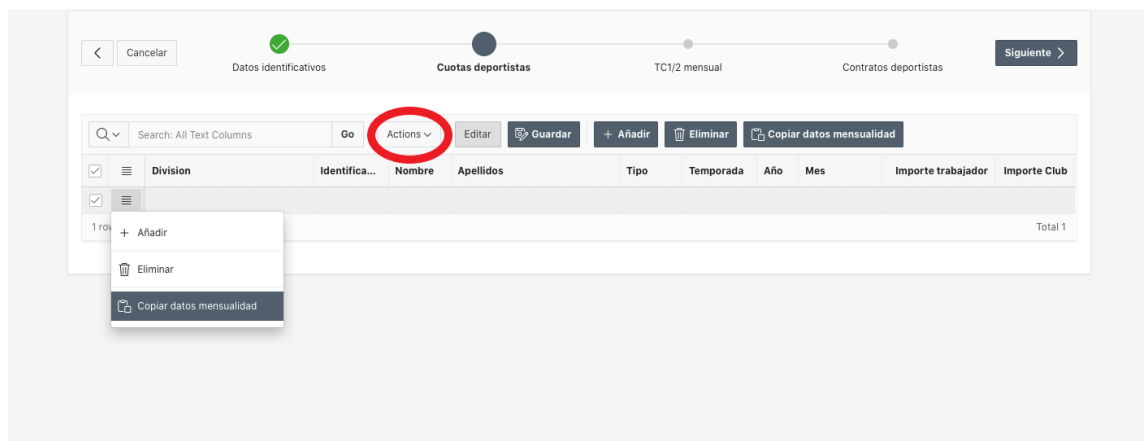 Cancelar
Datos identificativos
Cuotas deportistas
TC1/2 mensual
Contratos deportistas
Siguiente
Search: All Text Columns
Go
Actions
Editar
Guardar
+ Añadir
Eliminar
Copiar datos mensualidad
Division Identifica... Nombre Apellidos Tipo Temporada Año Mes Importe trabajador Importe Club
1 Total 1
+ Añadir
Eliminar
Copiar datos mensualidad